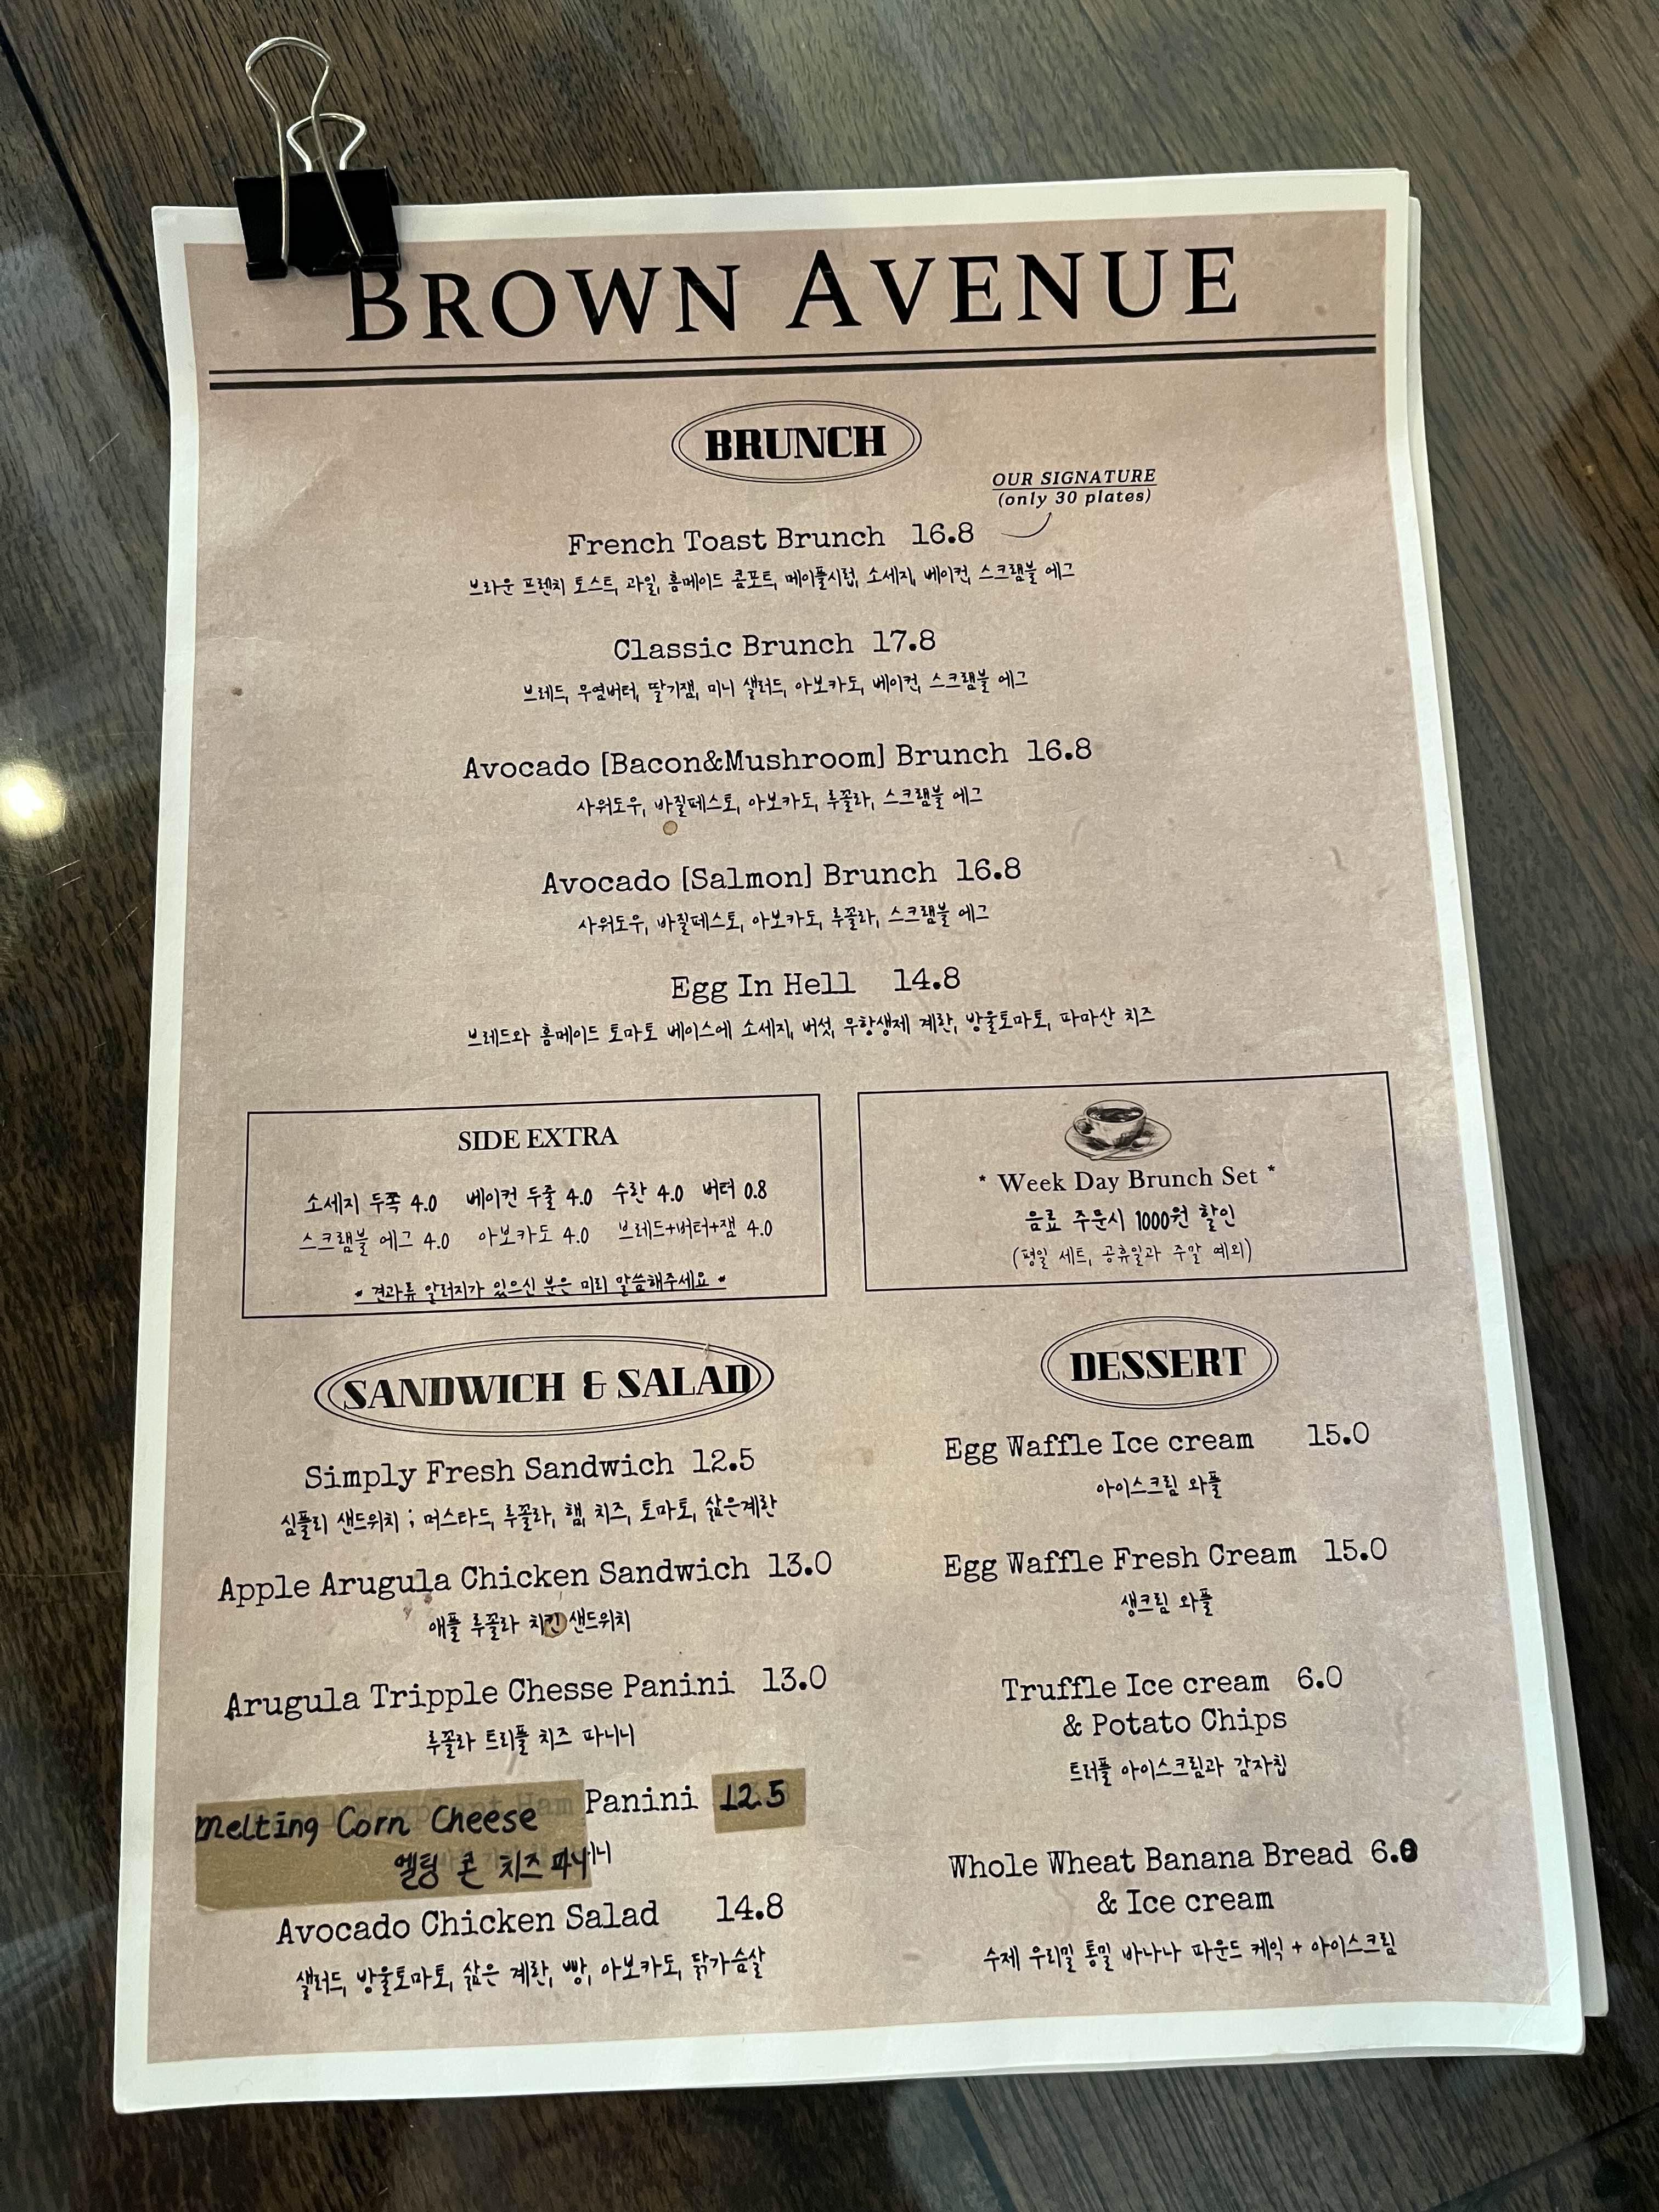 BROWN AVENUE
BRUNCH
OUR SIGNATURE
(only 30 plates)
French Toast Brunch 16.8
브라운 프렌치 토스트, 과일, 홈메이드 콤포트, 메이플시럽, 소세지, 베이컨, 스크램블 에그
Classic Brunch 17.8
브레드, 무염버터, 딸기잼, 미니 샐러드, 아보카도, 베이컨, 스크램블 에그
Avocado [Bacon&Mushroom] Brunch 16.8
사워도우, 바질페스토, 아보카도, 루꼴라, 스크램블 에그
Avocado [Salmon] Brunch 16.8
사워도우, 바질페스토, 아보카도, 루꼴라, 스크램블 에그
Egg In Hell 14.8
브레드와 홈메이드 토마토 베이스에 소세지, 버섯, 무항생제 계란, 방울토마토, 파마산 치즈
SIDE EXTRA
소세지 두쪽 4.0 베이컨 두줄 4.0 수란 4.0 버터 0.8
스크램블 에그 4.0 아보카도 4.0 브레드+버터+잼 4.0
* 견과류 알러지가 있으신 분은 미리 말씀해주세요 *
* Week Day Brunch Set *
음료 주문시 1000원 할인
(평일 세트, 공휴일과 주말 예외)
SANDWICH & SALAD
Simply Fresh Sandwich 12.5
심플리 샌드위치 ; 머스타드, 루꼴라, 햄, 치즈, 토마토, 삶은계란
Apple Arugula Chicken Sandwich 13.0
애플 루꼴라 치킨 샌드위치
Arugula Tripple Chesse Panini 13.0
루꼴라 트리플 치즈 파니니
Melting Corn Cheese Panini 12.5
멜팅 콘 치즈 파니니
Avocado Chicken Salad 14.8
샐러드, 방울토마토, 삶은 계란, 빵, 아보카도, 닭가슴살
DESSERT
Egg Waffle Ice cream 15.0
아이스크림 와플
Egg Waffle Fresh Cream 15.0
생크림 와플
Truffle Ice cream 6.0
& Potato Chips
트러플 아이스크림과 감자칩
Whole Wheat Banana Bread 6.0
& Ice cream
수제 우리밀 통밀 바나나 파운드 케익 + 아이스크림